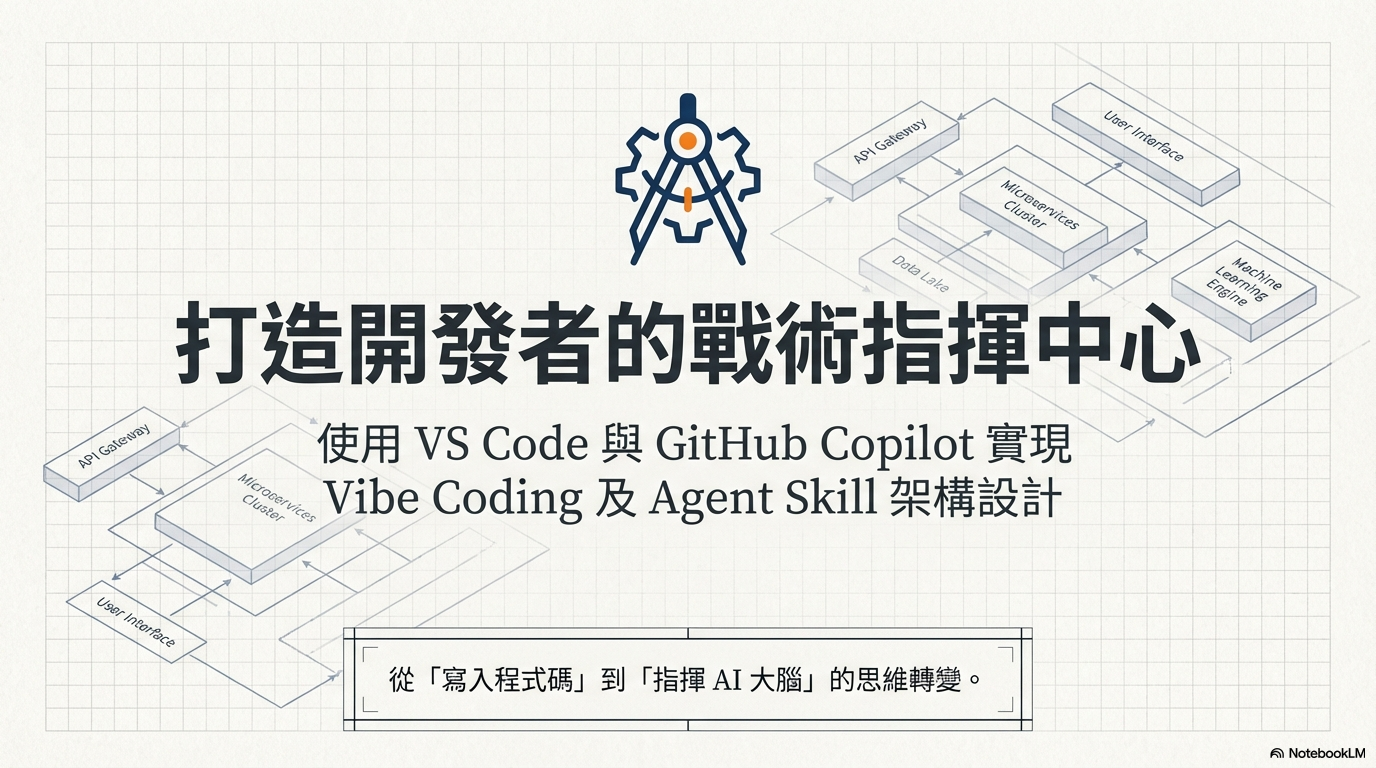 API Gateway
User Interface
Microservices
Cluster
Data Lake
Machine
Learning
Engine
打造開發者的戰術指揮中心
使用 VS Code 與 GitHub Copilot 實現
Vibe Coding 及 Agent Skill 架構設計
API Gateway
Microservices
Cluster
User Interface
從「寫入程式碼」到「指揮 AI 大腦」的思維轉變。
NotebookLM